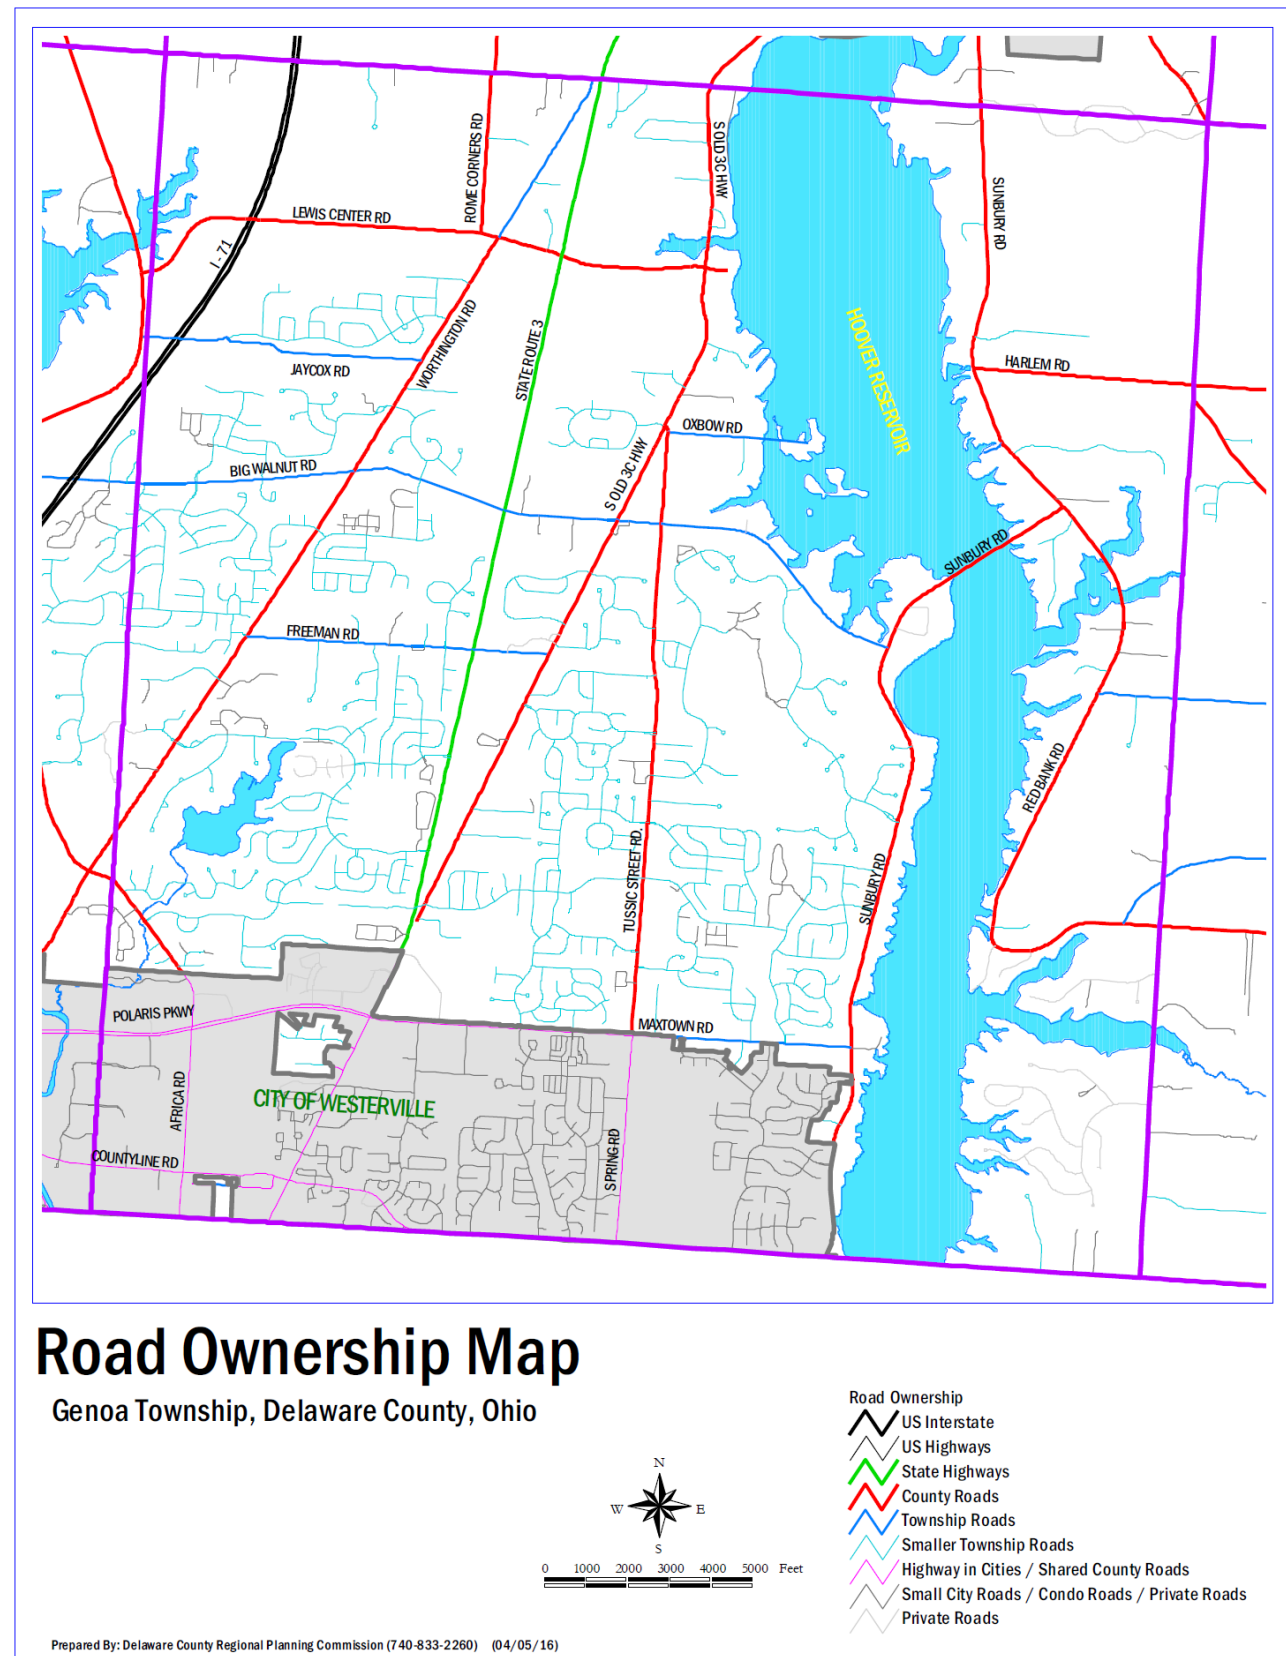 ROME CORNERS RD
S OLD 3C HWY
SUNBURY RD
LEWIS CENTER RD
I - 71
HOOVER RESERVOIR
WORTHINGTON RD
STATE ROUTE 3
JAYCOX RD
HARLEM RD
OXBOW RD
S OLD 3C HWY
BIG WALNUT RD
SUNBURY RD
FREEMAN RD
RED BANK RD
TUSSIC STREET RD.
SUNBURY RD
POLARIS PKWY
MAXTOWN RD
AFRICA RD
CITY OF WESTERVILLE
SPRING RD
COUNTYLINE RD
Road Ownership Map
Genoa Township, Delaware County, Ohio
Road Ownership
US Interstate
US Highways
State Highways
County Roads
Township Roads
Smaller Township Roads
Highway in Cities / Shared County Roads
Small City Roads / Condo Roads / Private Roads
Private Roads
N
W E
S
0 1000 2000 3000 4000 5000 Feet
Prepared By: Delaware County Regional Planning Commission (740-833-2260) (04/05/16)